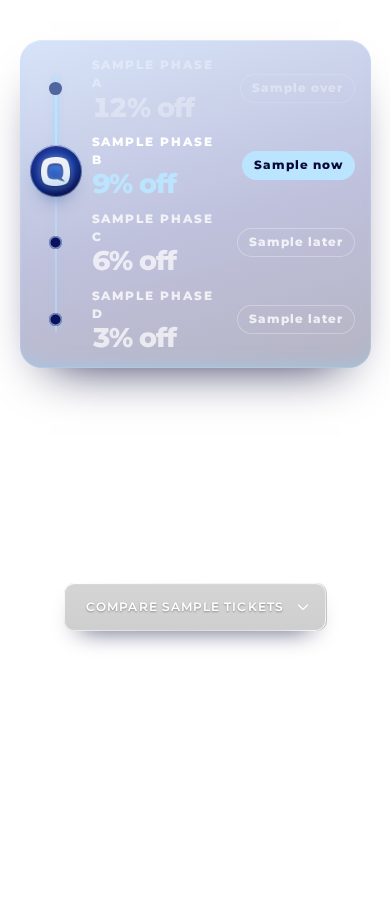 SAMPLE PHASE
A
12% off
Sample over
SAMPLE PHASE
B
9% off
Sample now
SAMPLE PHASE
C
6% off
Sample later
SAMPLE PHASE
D
3% off
Sample later
COMPARE SAMPLE TICKETS